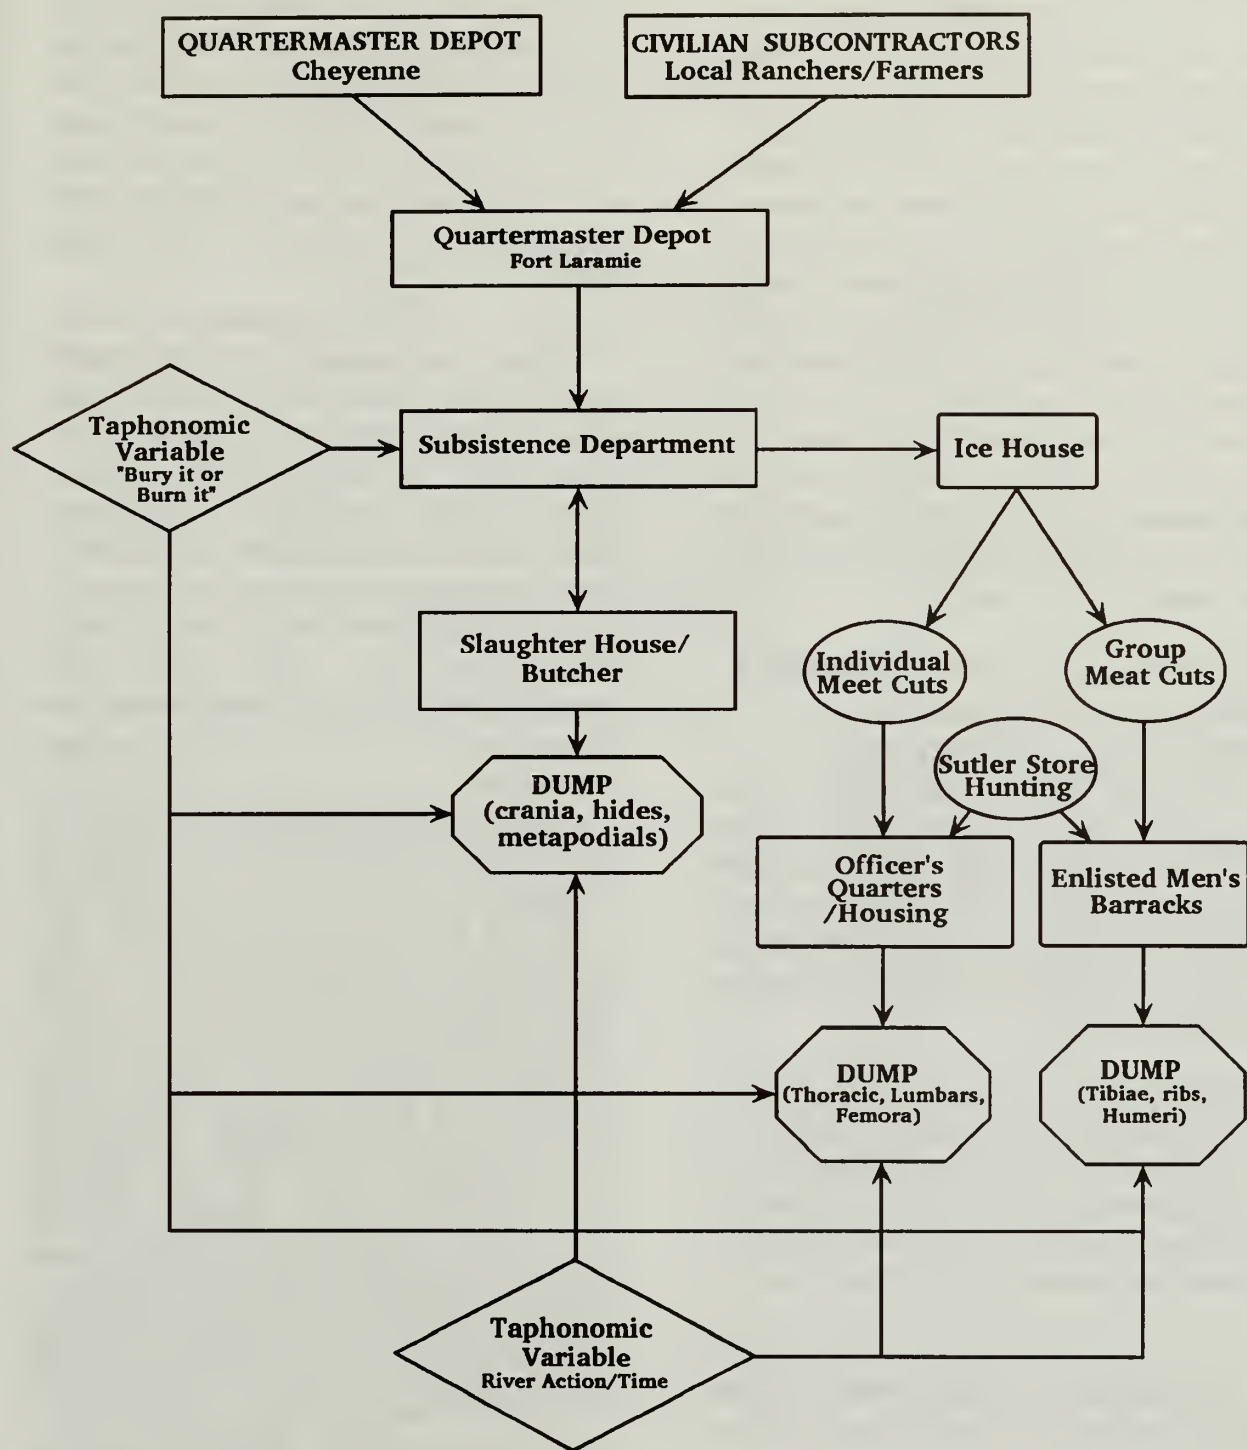 QUARTERMASTER DEPOT
Cheyenne
CIVILIAN SUBCONTRACTORS
Local Ranchers/Farmers
Quartermaster Depot
Fort Laramie
Taphonomic
Variable
"Bury it or
Burn it"
Subsistence Department
Ice House
Slaughter House/
Butcher
Individual
Meet Cuts
Group
Meat Cuts
Sutler Store
Hunting
DUMP
(crania, hides,
metapodials)
Officer's
Quarters
/Housing
Enlisted Men's
Barracks
DUMP
(Thoracic, Lumbars,
Femora)
DUMP
(Tibiae, ribs,
Humeri)
Taphonomic
Variable
River Action/Time